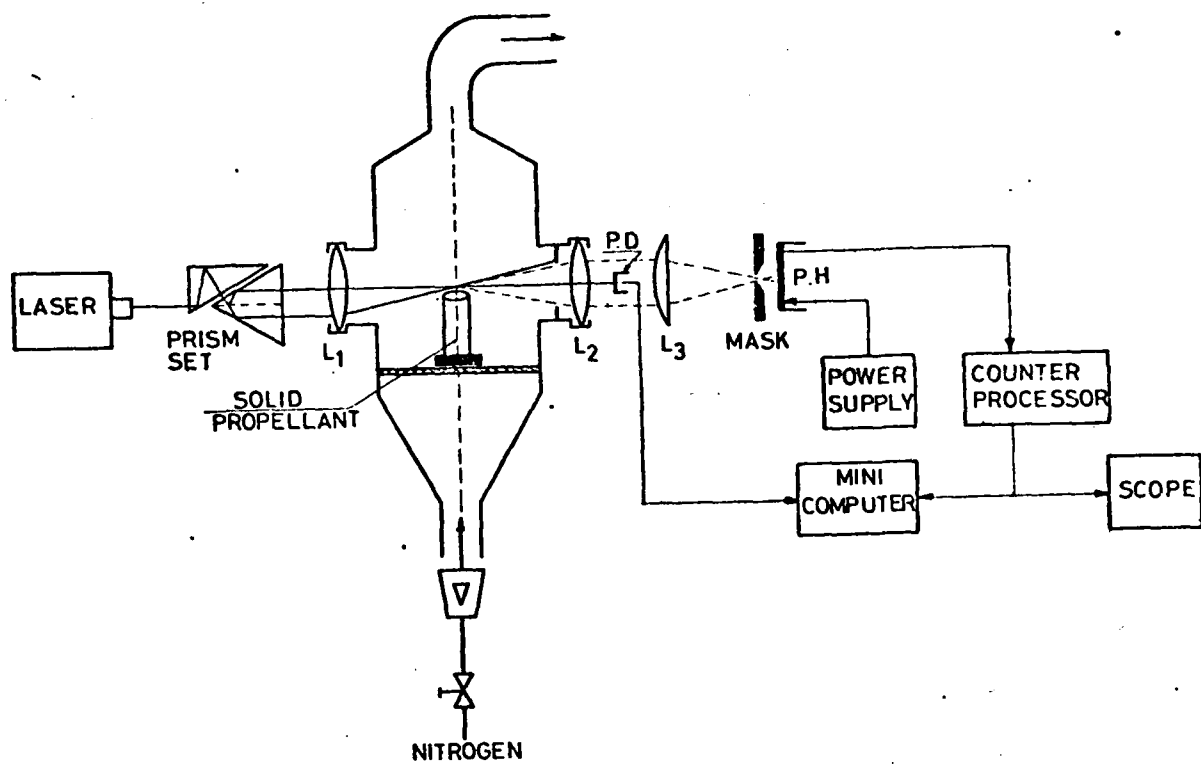 LASER
PRISM
SET
L1
SOLID
PROPELLANT
L2
P.D
L3
MASK
P.H
POWER
SUPPLY
COUNTER
PROCESSOR
MINI
COMPUTER
SCOPE
NITROGEN